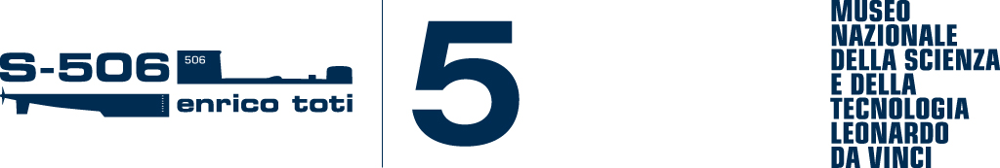 S-506
506
enrico toti
5
MUSEO
NAZIONALE
DELLA SCIENZA
E DELLA
TECNOLOGIA
LEONARDO
DA VINCI